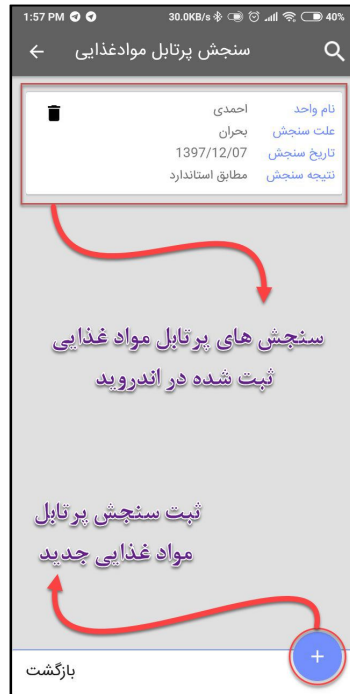 1:57 PM 30.0KB/s 40%
سنجش پرتابل موادغذایی
نام واحد احمدی
علت سنجش بحران
تاریخ سنجش 1397/12/07
نتیجه سنجش مطابق استاندارد
سنجش های پرتابل مواد غذایی
ثبت شده در اندروید
ثبت سنجش پرتابل
مواد غذایی جدید
+
بازگشت